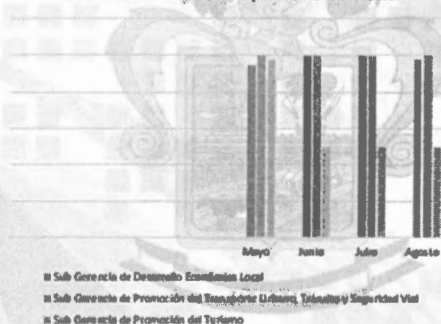 Mayo Junio Julio Agosto
Sub Gerencia de Desarrollo Económico Local
Sub Gerencia de Promoción del Transporte Urbano, Tránsito y Seguridad Vial
Sub Gerencia de Promoción del Turismo